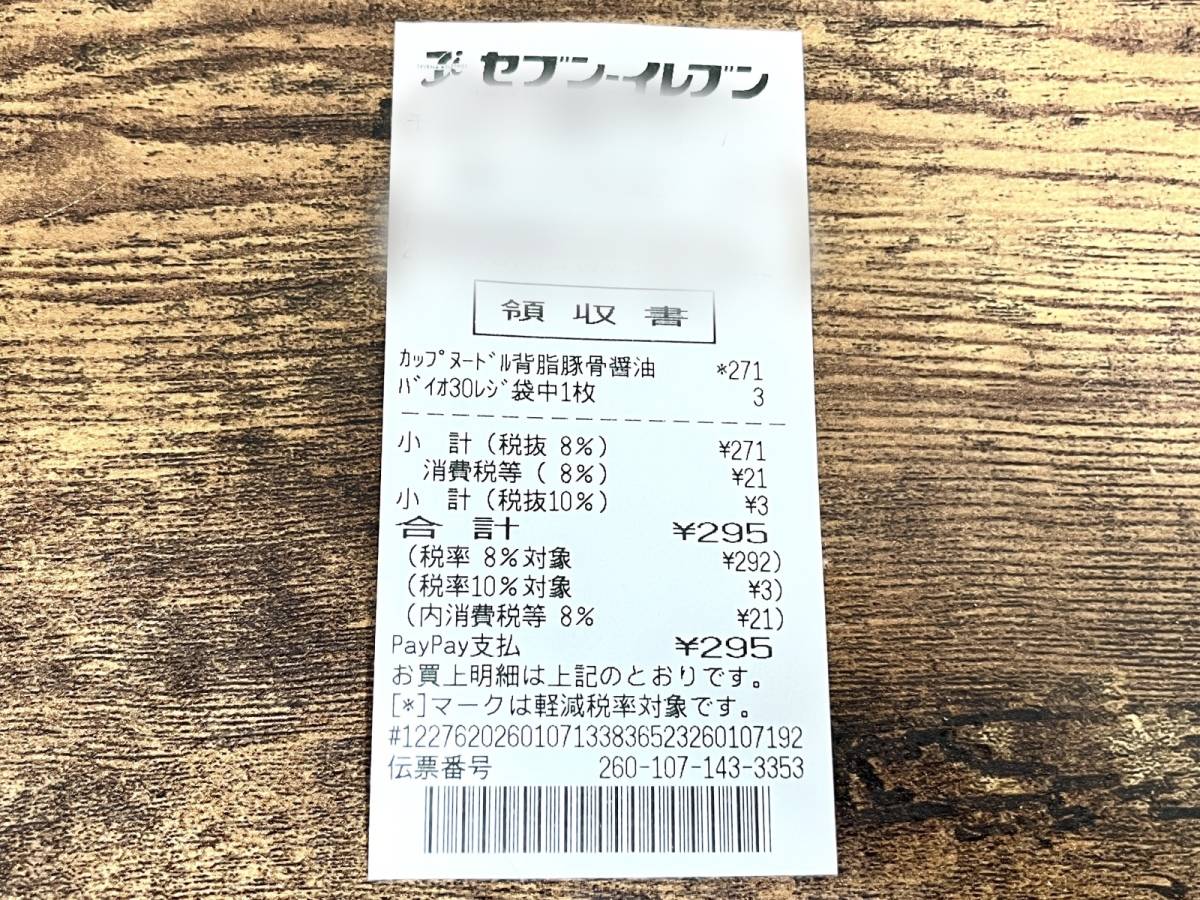 セブン-イレブン
領収書
ｶｯﾌﾟﾇｰﾄﾞﾙ背脂豚骨醤油 *271
ﾊﾞｲｵ30ﾚｼﾞ袋中1枚 3
小 計(税抜 8%) ¥271
消費税等( 8%) ¥21
小 計(税抜10%) ¥3
合 計 ¥295
(税率 8%対象 ¥292)
(税率10%対象 ¥3)
(内消費税等 8% ¥21)
PayPay支払 ¥295
お買上明細は上記のとおりです。
[*]マークは軽減税率対象です。
#1227620260107133836523260107192
伝票番号 260-107-143-3353